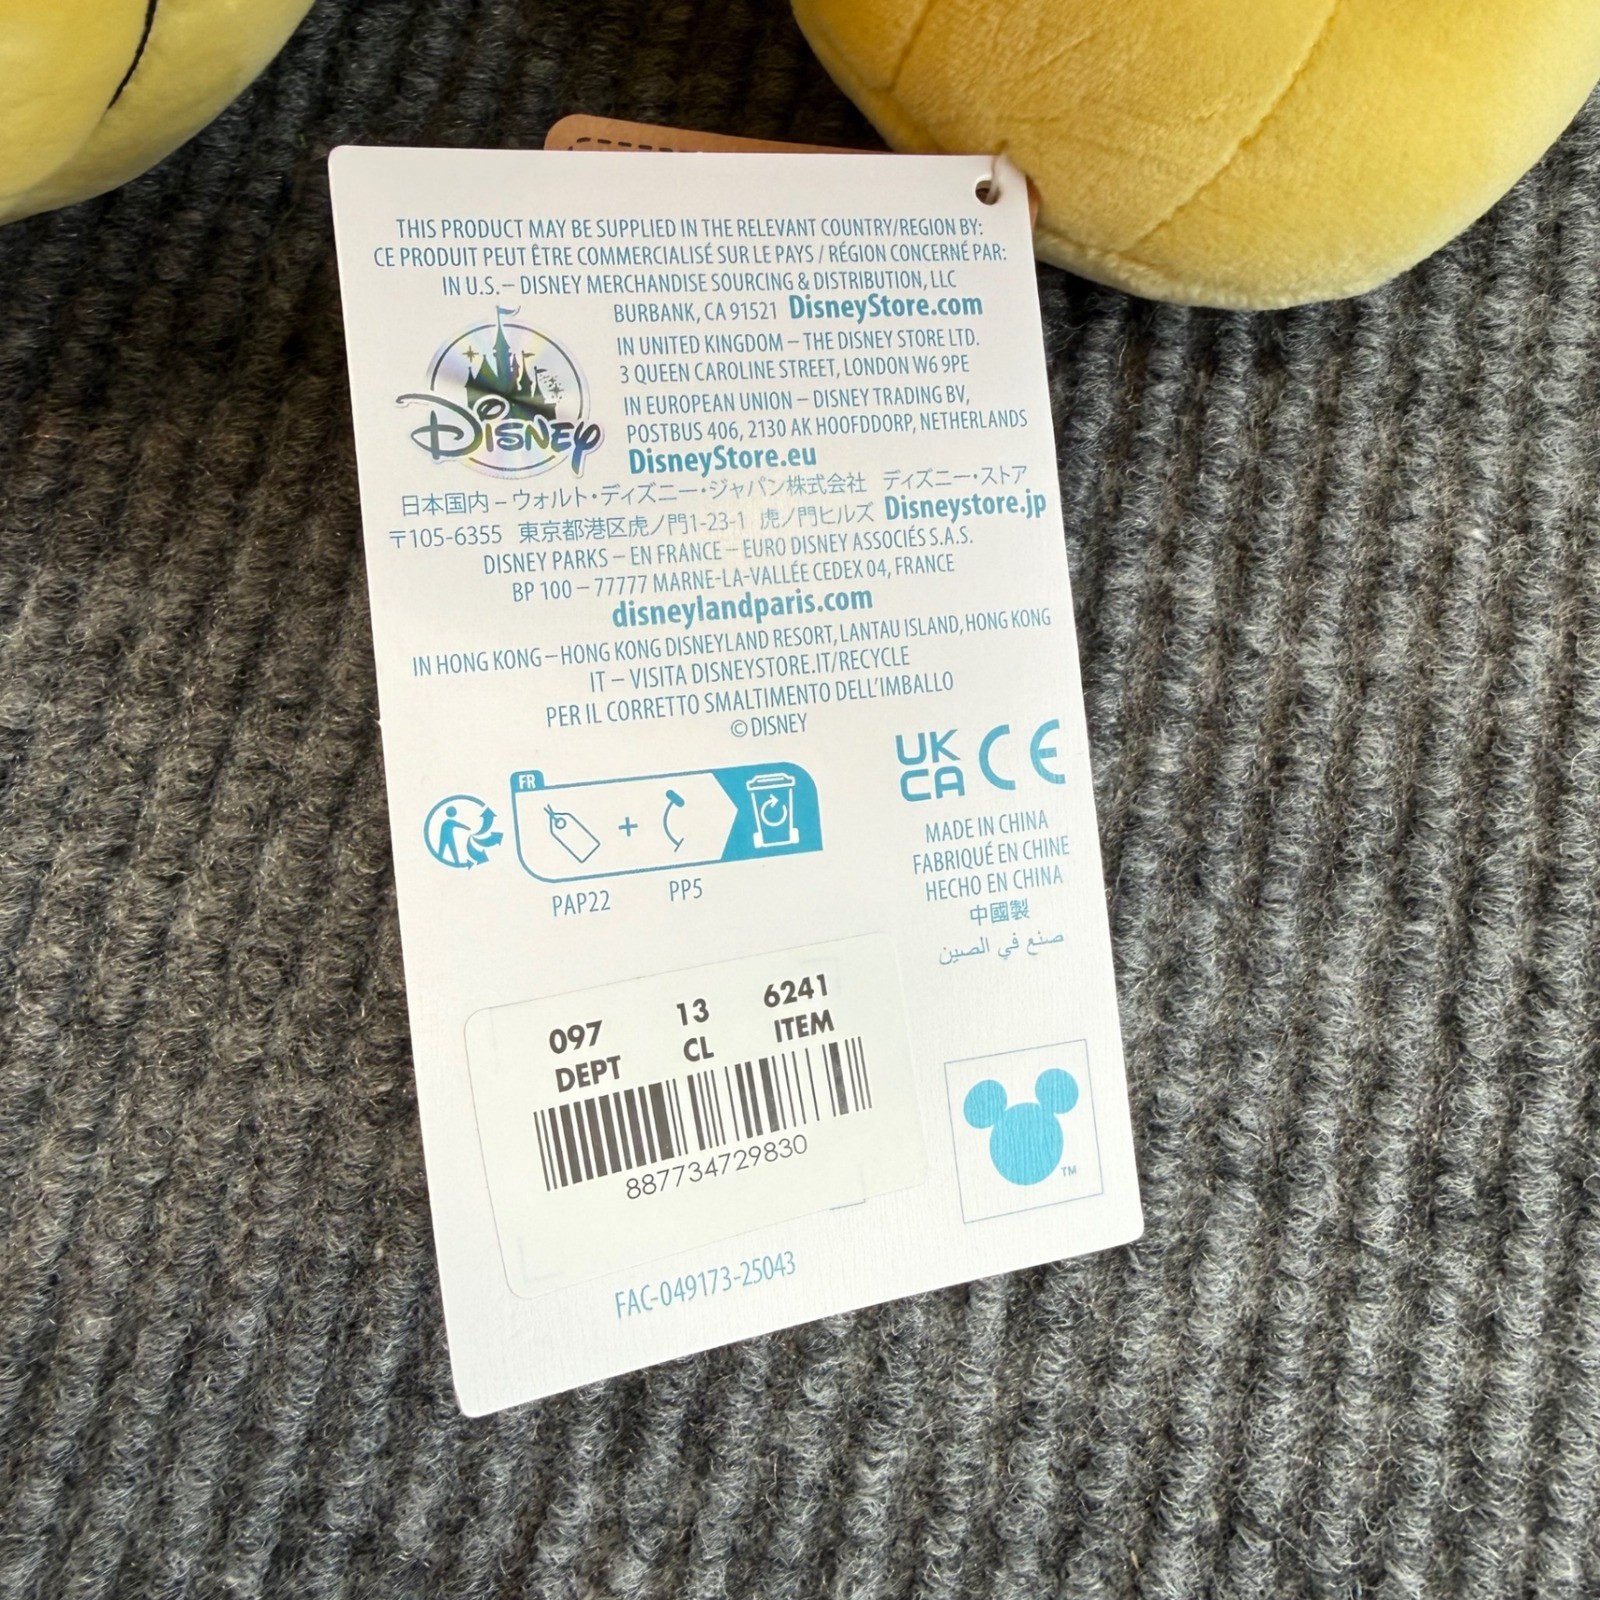 THIS PRODUCT MAY BE SUPPLIED IN THE RELEVANT COUNTRY/REGION BY:
CE PRODUIT PEUT ÊTRE COMMERCIALISÉ SUR LE PAYS / RÉGION CONCERNÉ PAR:
IN U.S.– DISNEY MERCHANDISE SOURCING & DISTRIBUTION, LLC
BURBANK, CA 91521 DisneyStore.com
IN UNITED KINGDOM – THE DISNEY STORE LTD.
3 QUEEN CAROLINE STREET, LONDON W6 9PE
IN EUROPEAN UNION – DISNEY TRADING BV,
POSTBUS 406, 2130 AK HOOFDDORP, NETHERLANDS
DisneyStore.eu
DISNEY
日本国内 – ウォルト・ディズニー・ジャパン株式会社 ディズニー・ストア
〒105-6355 東京都港区虎ノ門1-23-1 虎ノ門ヒルズ Disneystore.jp
DISNEY PARKS – EN FRANCE – EURO DISNEY ASSOCIÉS S.A.S.
BP 100 – 77777 MARNE-LA-VALLÉE CEDEX 04, FRANCE
disneylandparis.com
IN HONG KONG – HONG KONG DISNEYLAND RESORT, LANTAU ISLAND, HONG KONG
IT – VISITA DISNEYSTORE.IT/RECYCLE
PER IL CORRETTO SMALTIMENTO DELL'IMBALLO
© DISNEY
FR
+
PAP22 PP5
UK
CA CE
MADE IN CHINA
FABRIQUÉ EN CHINE
HECHO EN CHINA
中國製
صنع في الصين
097 13 6241
DEPT CL ITEM
887734729830
TM
FAC-049173-25043